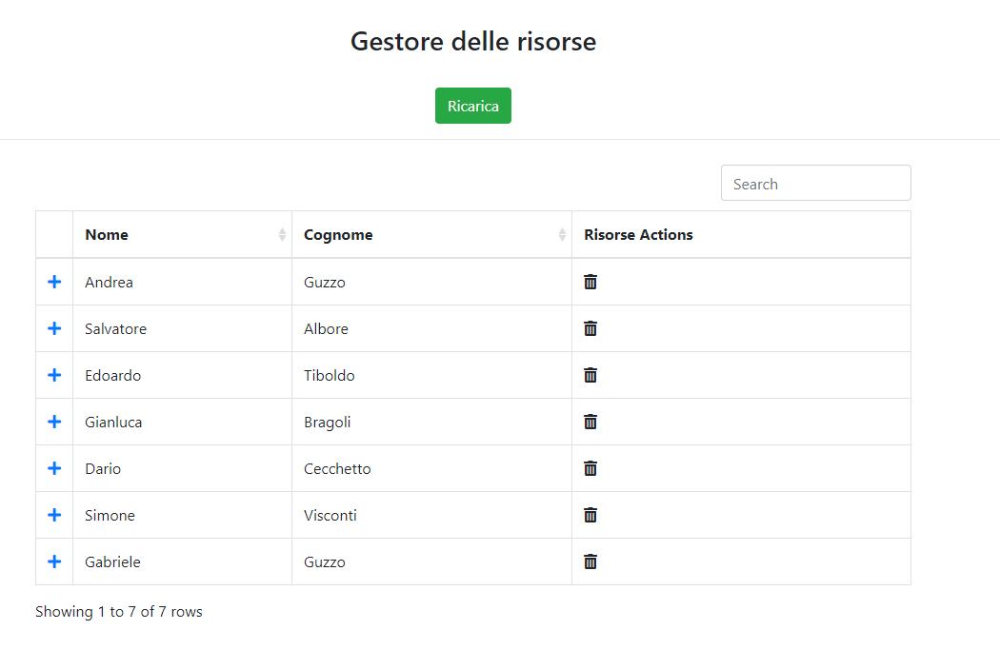 Gestore delle risorse
Ricarica
Search
Nome Cognome Risorse Actions
Andrea Guzzo
Salvatore Albore
Edoardo Tiboldo
Gianluca Bragoli
Dario Cecchetto
Simone Visconti
Gabriele Guzzo
Showing 1 to 7 of 7 rows